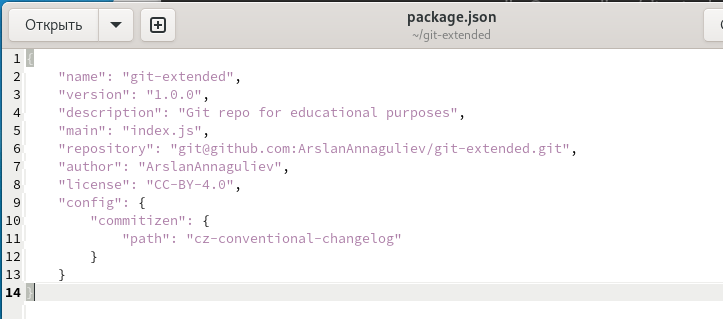 Открыть
package.json
~/git-extended
1 {
2     "name": "git-extended",
3     "version": "1.0.0",
4     "description": "Git repo for educational purposes",
5     "main": "index.js",
6     "repository": "git@github.com:ArslanAnnaguliev/git-extended.git",
7     "author": "ArslanAnnaguliev",
8     "license": "CC-BY-4.0",
9     "config": {
10         "commitizen": {
11             "path": "cz-conventional-changelog"
12         }
13     }
14 }